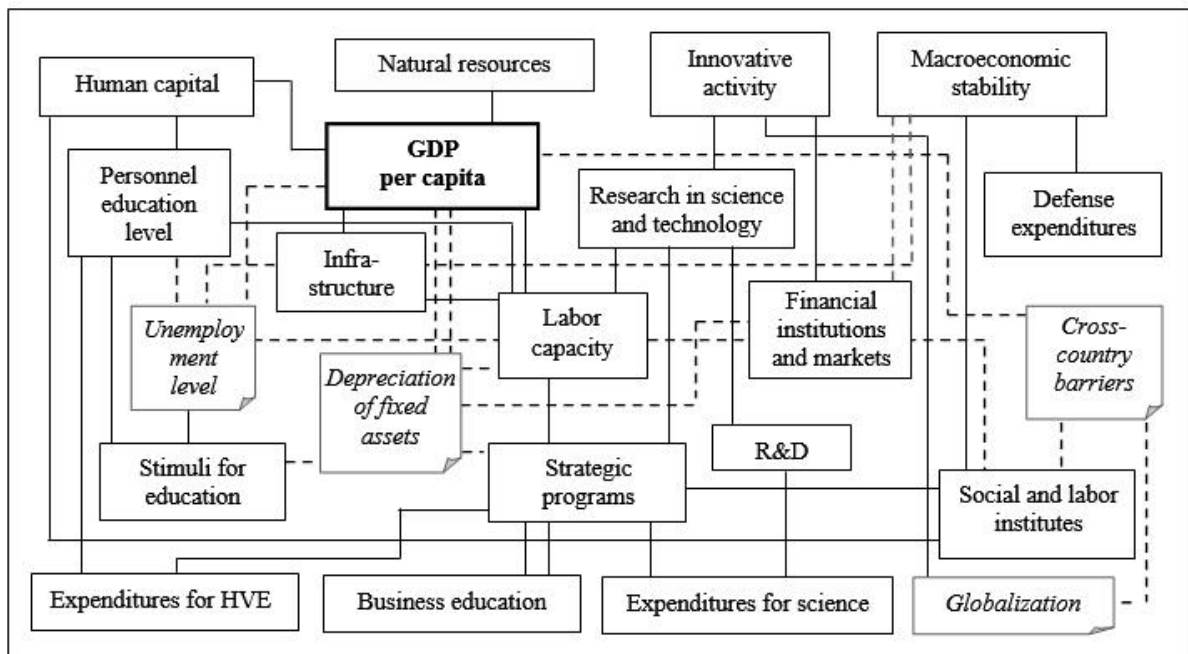 Human capital
Natural resources
Innovative
activity
Macroeconomic
stability
GDP
per capita
Personnel
education
level
Research in science
and technology
Defense
expenditures
Infra-
structure
Labor
capacity
Financial
institutions
and markets
Unemploy
ment
level
Depreciation
of fixed
assets
Cross-
country
barriers
Stimuli for
education
Strategic
programs
R&D
Social and labor
institutes
Expenditures for HVE
Business education
Expenditures for science
Globalization